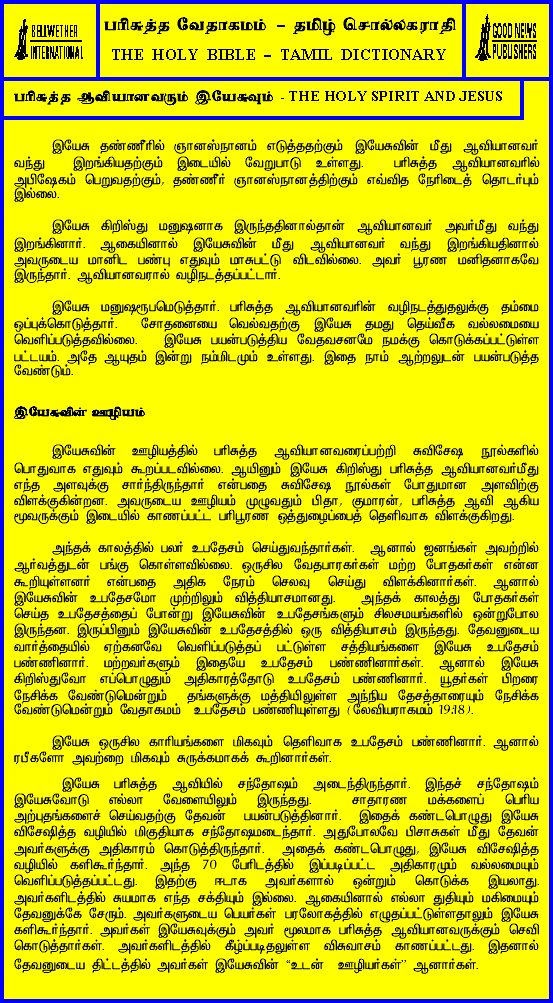 BELLWETHER
INTERNATIONAL
பரிசுத்த வேதாகமம் – தமிழ் சொல்லகராதி
THE HOLY BIBLE – TAMIL DICTIONARY
GOOD NEWS
PUBLISHERS
பரிசுத்த ஆவியானவரும் இயேசுவும் - THE HOLY SPIRIT AND JESUS
இயேசு தண்ணீரில் ஞானஸ்நானம் எடுத்ததற்கும் இயேசுவின் மீது ஆவியானவர்
வந்து இறங்கியதற்கும் இடையில் வேறுபாடு உள்ளது. பரிசுத்த ஆவியானவரில்
அபிஷேகம் பெறுவதற்கும், தண்ணீர் ஞானஸ்நானத்திற்கும் எவ்வித நேரிடைத் தொடர்பும்
இல்லை.
இயேசு கிறிஸ்து மனுஷனாக இருந்ததினால்தான் ஆவியானவர் அவர்மீது வந்து
இறங்கினார். ஆகையினால் இயேசுவின் மீது ஆவியானவர் வந்து இறங்கியதினால்
அவருடைய மானிட பண்பு எதுவும் மாசுபட்டு விடவில்லை. அவர் பூரண மனிதனாகவே
இருந்தார். ஆவியானவரால் வழிநடத்தப்பட்டார்.
இயேசு மனுஷரூபமெடுத்தார். பரிசுத்த ஆவியானவரின் வழிநடத்துதலுக்கு தம்மை
ஒப்புக்கொடுத்தார். சோதனையை வெல்வதற்கு இயேசு தமது தெய்வீக வல்லமையை
வெளிப்படுத்தவில்லை. இயேசு பயன்படுத்திய வேதவசனமே நமக்கு கொடுக்கப்பட்டுள்ள
பட்டயம். அதே ஆயுதம் இன்று நம்மிடமும் உள்ளது. இதை நாம் ஆற்றலுடன் பயன்படுத்த
வேண்டும்.
இயேசுவின் ஊழியம்
இயேசுவின் ஊழியத்தில் பரிசுத்த ஆவியானவரைப்பற்றி சுவிசேஷ நூல்களில்
பொதுவாக எதுவும் கூறப்படவில்லை. ஆயினும் இயேசு கிறிஸ்து பரிசுத்த ஆவியானவர்மீது
எந்த அளவுக்கு சார்ந்திருந்தார் என்பதை சுவிசேஷ நூல்கள் போதுமான அளவிற்கு
விளக்குகின்றன. அவருடைய ஊழியம் முழுவதும் பிதா, குமாரன், பரிசுத்த ஆவி ஆகிய
மூவருக்கும் இடையில் காணப்பட்ட பரிபூரண ஒத்துழைப்பைத் தெளிவாக விளக்குகிறது.
அந்தக் காலத்தில் பலர் உபதேசம் செய்துவந்தார்கள். ஆனால் ஜனங்கள் அவற்றில்
ஆர்வத்துடன் பங்கு கொள்ளவில்லை. ஒருசில வேதபாரகர்கள் மற்ற போதகர்கள் என்ன
கூறியுள்ளனர் என்பதை அதிக நேரம் செலவு செய்து விளக்கினார்கள். ஆனால்
இயேசுவின் உபதேசமோ முற்றிலும் வித்தியாசமானது. அந்தக் காலத்து போதகர்கள்
செய்த உபதேசத்தைப் போன்று இயேசுவின் உபதேசங்களும் சிலசமயங்களில் ஒன்றுபோல
இருந்தன. இருப்பினும் இயேசுவின் உபதேசத்தில் ஒரு வித்தியாசம் இருந்தது. தேவனுடைய
வார்த்தையில் ஏற்கனவே வெளிப்படுத்தப் பட்டுள்ள சத்தியங்களை இயேசு உபதேசம்
பண்ணினார். மற்றவர்களும் இதையே உபதேசம் பண்ணினார்கள். ஆனால் இயேசு
கிறிஸ்துவோ எப்பொழுதும் அதிகாரத்தோடு உபதேசம் பண்ணினார். யூதர்கள் பிறரை
நேசிக்க வேண்டுமென்றும் தங்களுக்கு மத்தியிலுள்ள அந்நிய தேசத்தாரையும் நேசிக்க
வேண்டுமென்றும் வேதாகமம் உபதேசம் பண்ணியுள்ளது (லேவியராகமம் 19:18).
இயேசு ஒருசில காரியங்களை மிகவும் தெளிவாக உபதேசம் பண்ணினார். ஆனால்
ரபீகளோ அவற்றை மிகவும் சுருக்கமாகக் கூறினார்கள்.
இயேசு பரிசுத்த ஆவியில் சந்தோஷம் அடைந்திருந்தார். இந்தச் சந்தோஷம்
இயேசுவோடு எல்லா வேளையிலும் இருந்தது. சாதாரண மக்களைப் பெரிய
அற்புதங்களைச் செய்வதற்கு தேவன் பயன்படுத்தினார். இதைக் கண்டபொழுது இயேசு
விசேஷித்த வழியில் மிகுதியாக சந்தோஷமடைந்தார். அதுபோலவே பிசாசுகள் மீது தேவன்
அவர்களுக்கு அதிகாரம் கொடுத்திருந்தார். அதைக் கண்டபொழுது, இயேசு விசேஷித்த
வழியில் களிகூர்ந்தார். அந்த 70 பேரிடத்தில் இப்படிப்பட்ட அதிகாரமும் வல்லமையும்
வெளிப்படுத்தப்பட்டது. இதற்கு ஈடாக அவர்களால் ஒன்றும் கொடுக்க இயலாது.
அவர்களிடத்தில் சுயமாக எந்த சக்தியும் இல்லை. ஆகையினால் எல்லா துதியும் மகிமையும்
தேவனுக்கே சேரும். அவர்களுடைய பெயர்கள் பரலோகத்தில் எழுதப்பட்டுள்ளதாலும் இயேசு
களிகூர்ந்தார். அவர்கள் இயேசுவுக்கும் அவர் மூலமாக பரிசுத்த ஆவியானவருக்கும் செவி
கொடுத்தார்கள். அவர்களிடத்தில் கீழ்ப்படிதலுள்ள விசுவாசம் காணப்பட்டது. இதனால்
தேவனுடைய திட்டத்தில் அவர்கள் இயேசுவின் “உடன் ஊழியர்கள்” ஆனார்கள்.